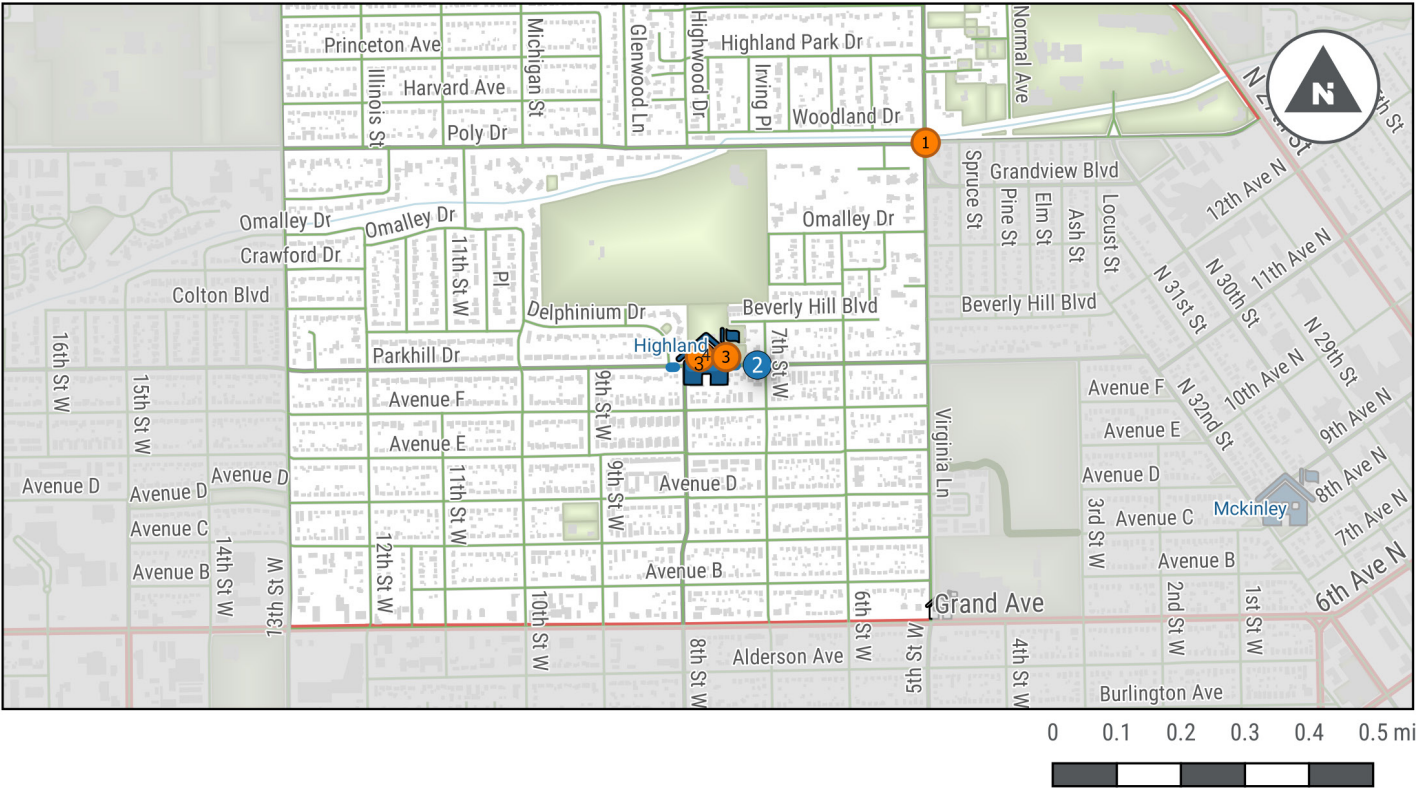 Princeton Ave
Michigan St
Glenwood Ln
Highwood Dr
Highland Park Dr
Normal Ave
Illinois St
Harvard Ave
Irving Pl
Woodland Dr
Poly Dr
1
N
Spruce St
Grandview Blvd
Pine St
Elm St
Ash St
Locust St
12th Ave N
Omalley Dr
Omalley Dr
Omalley Dr
Crawford Dr
11th St W
Pl
11th Ave N
N 30th St
N 31st St
Colton Blvd
Delphinium Dr
Beverly Hill Blvd
Beverly Hill Blvd
N 29th St
16th St W
Parkhill Dr
Highland
3
4
3
2
7th St W
15th St W
Avenue F
9th St W
Avenue F
10th Ave N
N 32nd St
9th Ave N
Avenue E
Virginia Ln
Avenue E
Avenue D
Avenue D
Avenue D
11th St W
9th St W
Avenue D
Avenue D
8th Ave N
Mckinley
3rd St W
Avenue C
Avenue C
7th Ave N
14th St W
12th St W
Avenue B
Avenue B
Avenue B
6th Ave N
13th St W
10th St W
6th St W
Grand Ave
2nd St W
1st St W
8th St W
Alderson Ave
5th St W
4th St W
Burlington Ave
0 0.1 0.2 0.3 0.4 0.5 mi